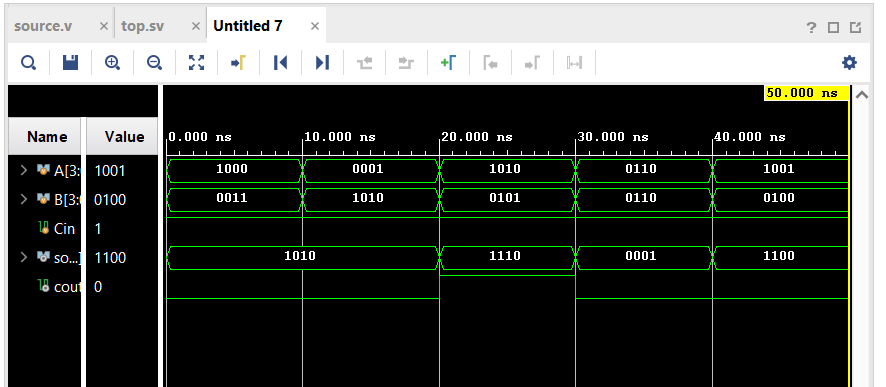 source.v × top.sv × Untitled 7 ×
?
50.000 ns
Name Value 0.000 ns 10.000 ns 20.000 ns 30.000 ns 40.000 ns
A[3:0 1001 1000 0001 1010 0110 1001
B[3:0 0100 0011 1010 0101 0110 0100
Cin 1
so...] 1100 1010 1110 0001 1100
cout 0